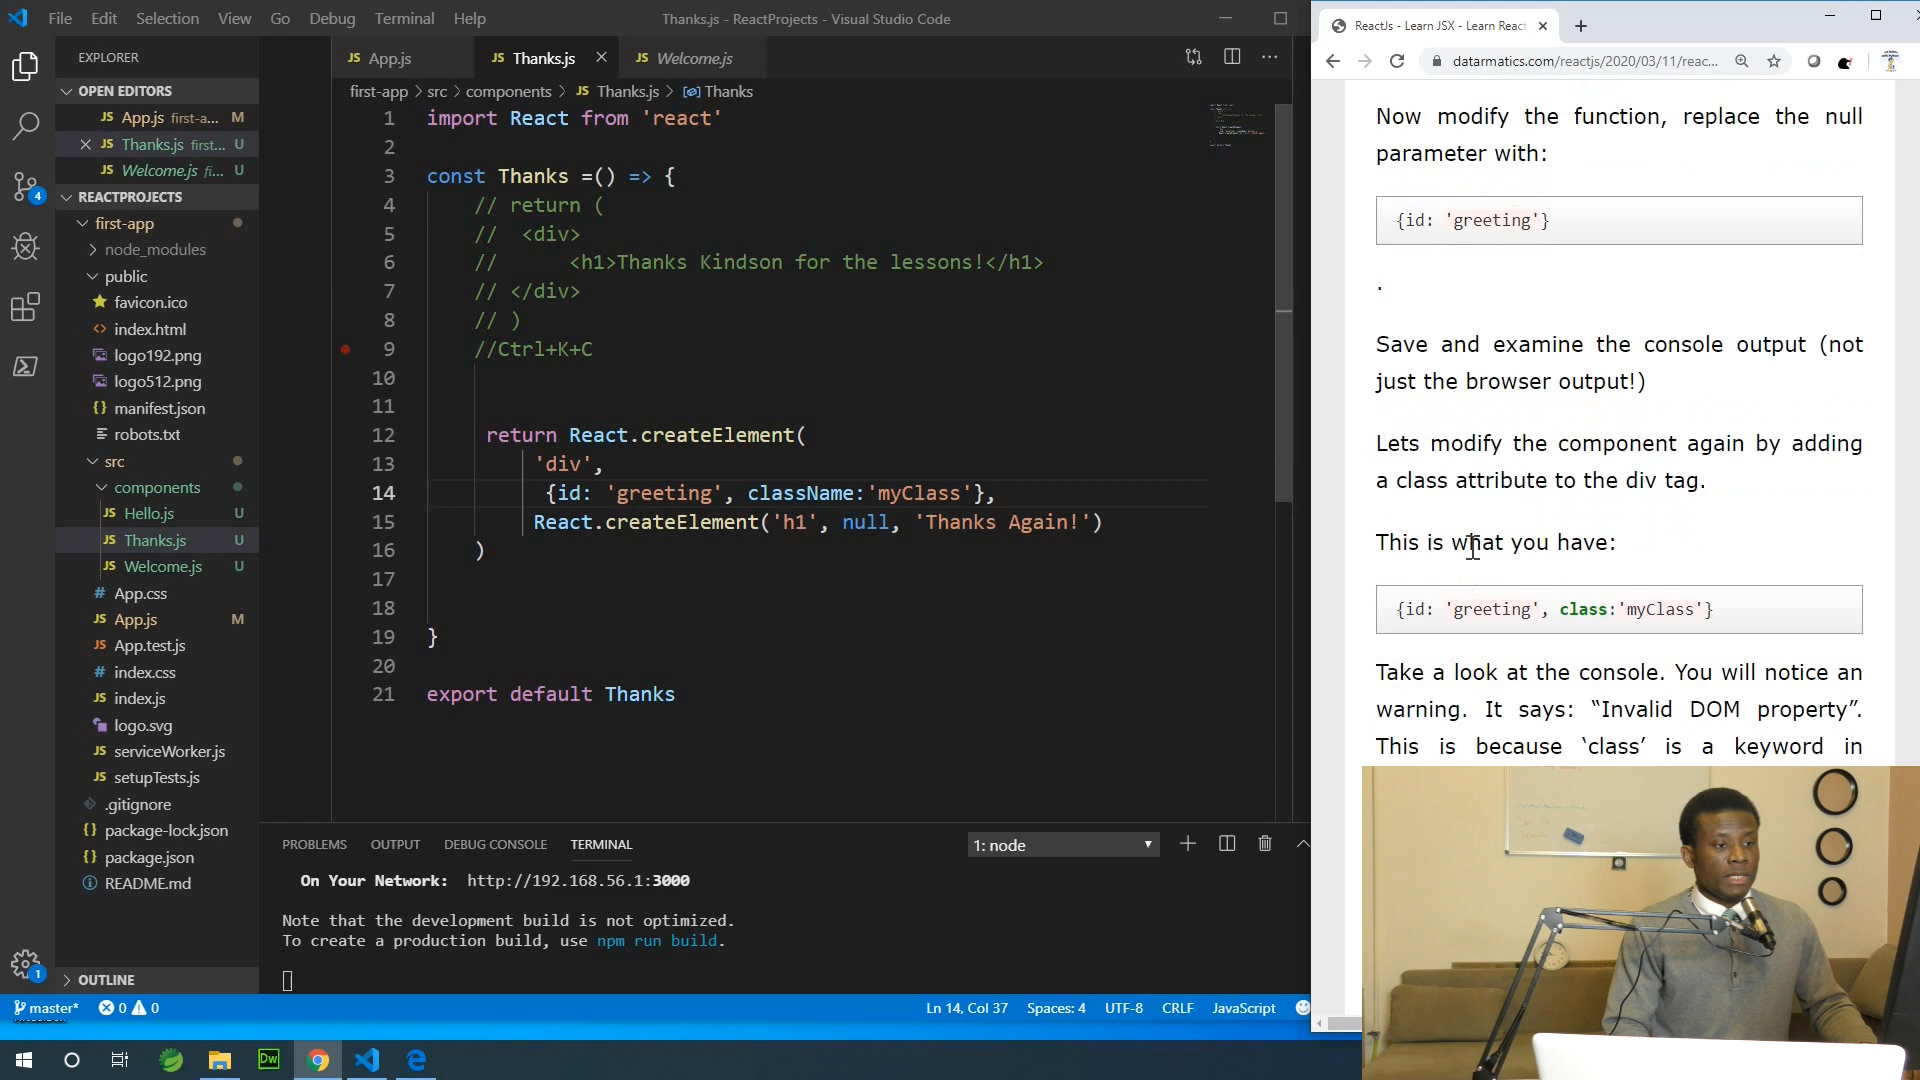 File Edit Selection View Go Debug Terminal Help
Thanks.js - ReactProjects - Visual Studio Code
EXPLORER
OPEN EDITORS
App.js first-a... M
Thanks.js first... U
Welcome.js fi... U
REACTPROJECTS
first-app
node_modules
public
favicon.ico
index.html
logo192.png
logo512.png
manifest.json
robots.txt
src
components
Hello.js U
Thanks.js U
Welcome.js U
App.css
App.js M
App.test.js
index.css
index.js
logo.svg
serviceWorker.js
setupTests.js
.gitignore
package-lock.json
package.json
README.md
OUTLINE
4
1
App.js Thanks.js Welcome.js
first-app > src > components > Thanks.js > Thanks
1 import React from 'react'
2
3 const Thanks =() => {
4 // return (
5 // <div>
6 // <h1>Thanks Kindson for the lessons!</h1>
7 // </div>
8 // )
9 //Ctrl+K+C
10
11
12 return React.createElement(
13 'div',
14 {id: 'greeting', className:'myClass'},
15 React.createElement('h1', null, 'Thanks Again!')
16 )
17
18
19 }
20
21 export default Thanks
PROBLEMS OUTPUT DEBUG CONSOLE TERMINAL
1: node
On Your Network: http://192.168.56.1:3000
Note that the development build is not optimized.
To create a production build, use npm run build.
master* 0 0
Ln 14, Col 37 Spaces: 4 UTF-8 CRLF JavaScript
Dw
ReactJs - Learn JSX - Learn React
datarmatics.com/reactjs/2020/03/11/reac...
Now modify the function, replace the null
parameter with:
{id: 'greeting'}
.
Save and examine the console output (not
just the browser output!)
Lets modify the component again by adding
a class attribute to the div tag.
This is what you have:
{id: 'greeting', class:'myClass'}
Take a look at the console. You will notice an
warning. It says: “Invalid DOM property”.
This is because ‘class’ is a keyword in